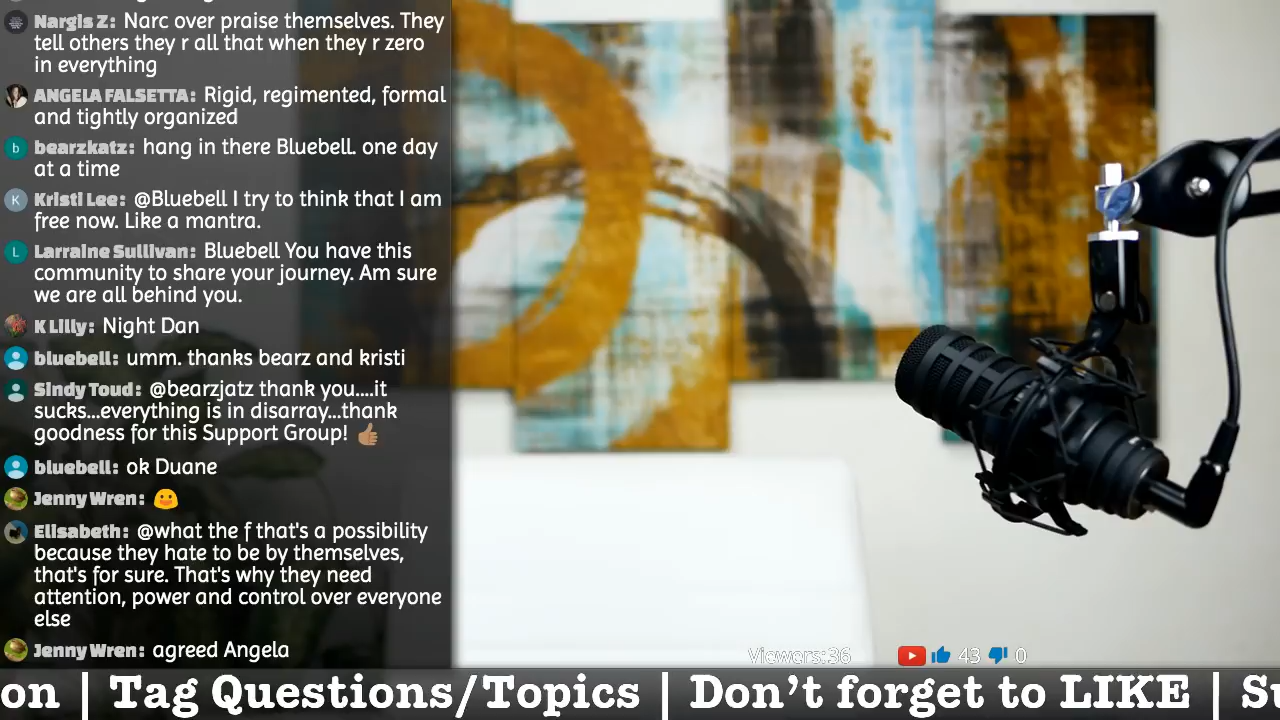 Nargis Z: Narc over praise themselves. They
tell others they r all that when they r zero
in everything
ANGELA FALSETTA: Rigid, regimented, formal
and tightly organized
b bearzkatz: hang in there Bluebell. one day
at a time
K Kristi Lee: @Bluebell I try to think that I am
free now. Like a mantra.
L Larraine Sullivan: Bluebell You have this
community to share your journey. Am sure
we are all behind you.
K Lilly: Night Dan
bluebell: umm. thanks bearz and kristi
Sindy Toud: @bearzjatz thank you....it
sucks...everything is in disarray...thank
goodness for this Support Group! 👍🏽
bluebell: ok Duane
Jenny Wren: 🙂
Elisabeth: @what the f that's a possibility
because they hate to be by themselves,
that's for sure. That's why they need
attention, power and control over everyone
else
Jenny Wren: agreed Angela
Viewers:36 43 0
on | Tag Questions/Topics | Don't forget to LIKE | Su